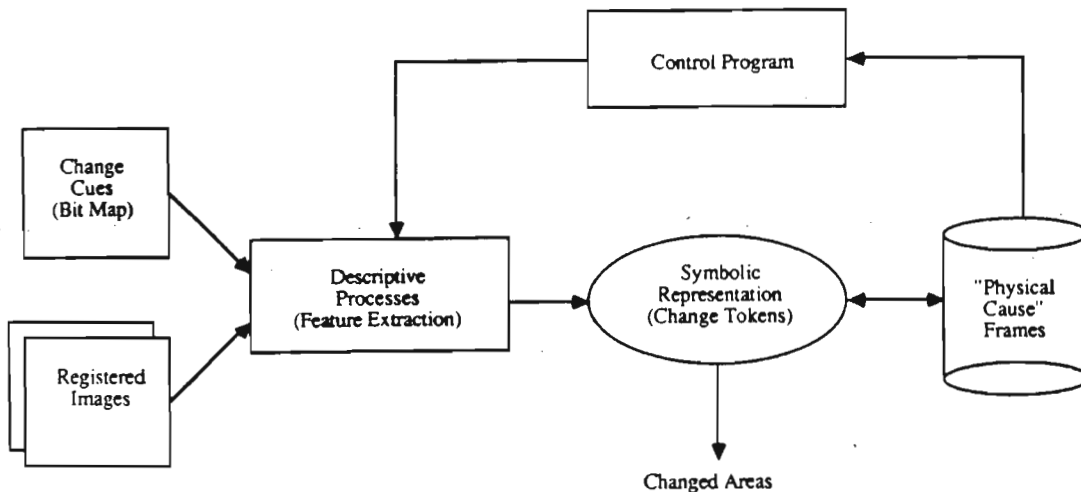 Control Program
Change
Cues
(Bit Map)
Descriptive
Processes
(Feature Extraction)
Symbolic
Representation
(Change Tokens)
"Physical
Cause"
Frames
Registered
Images
Changed Areas